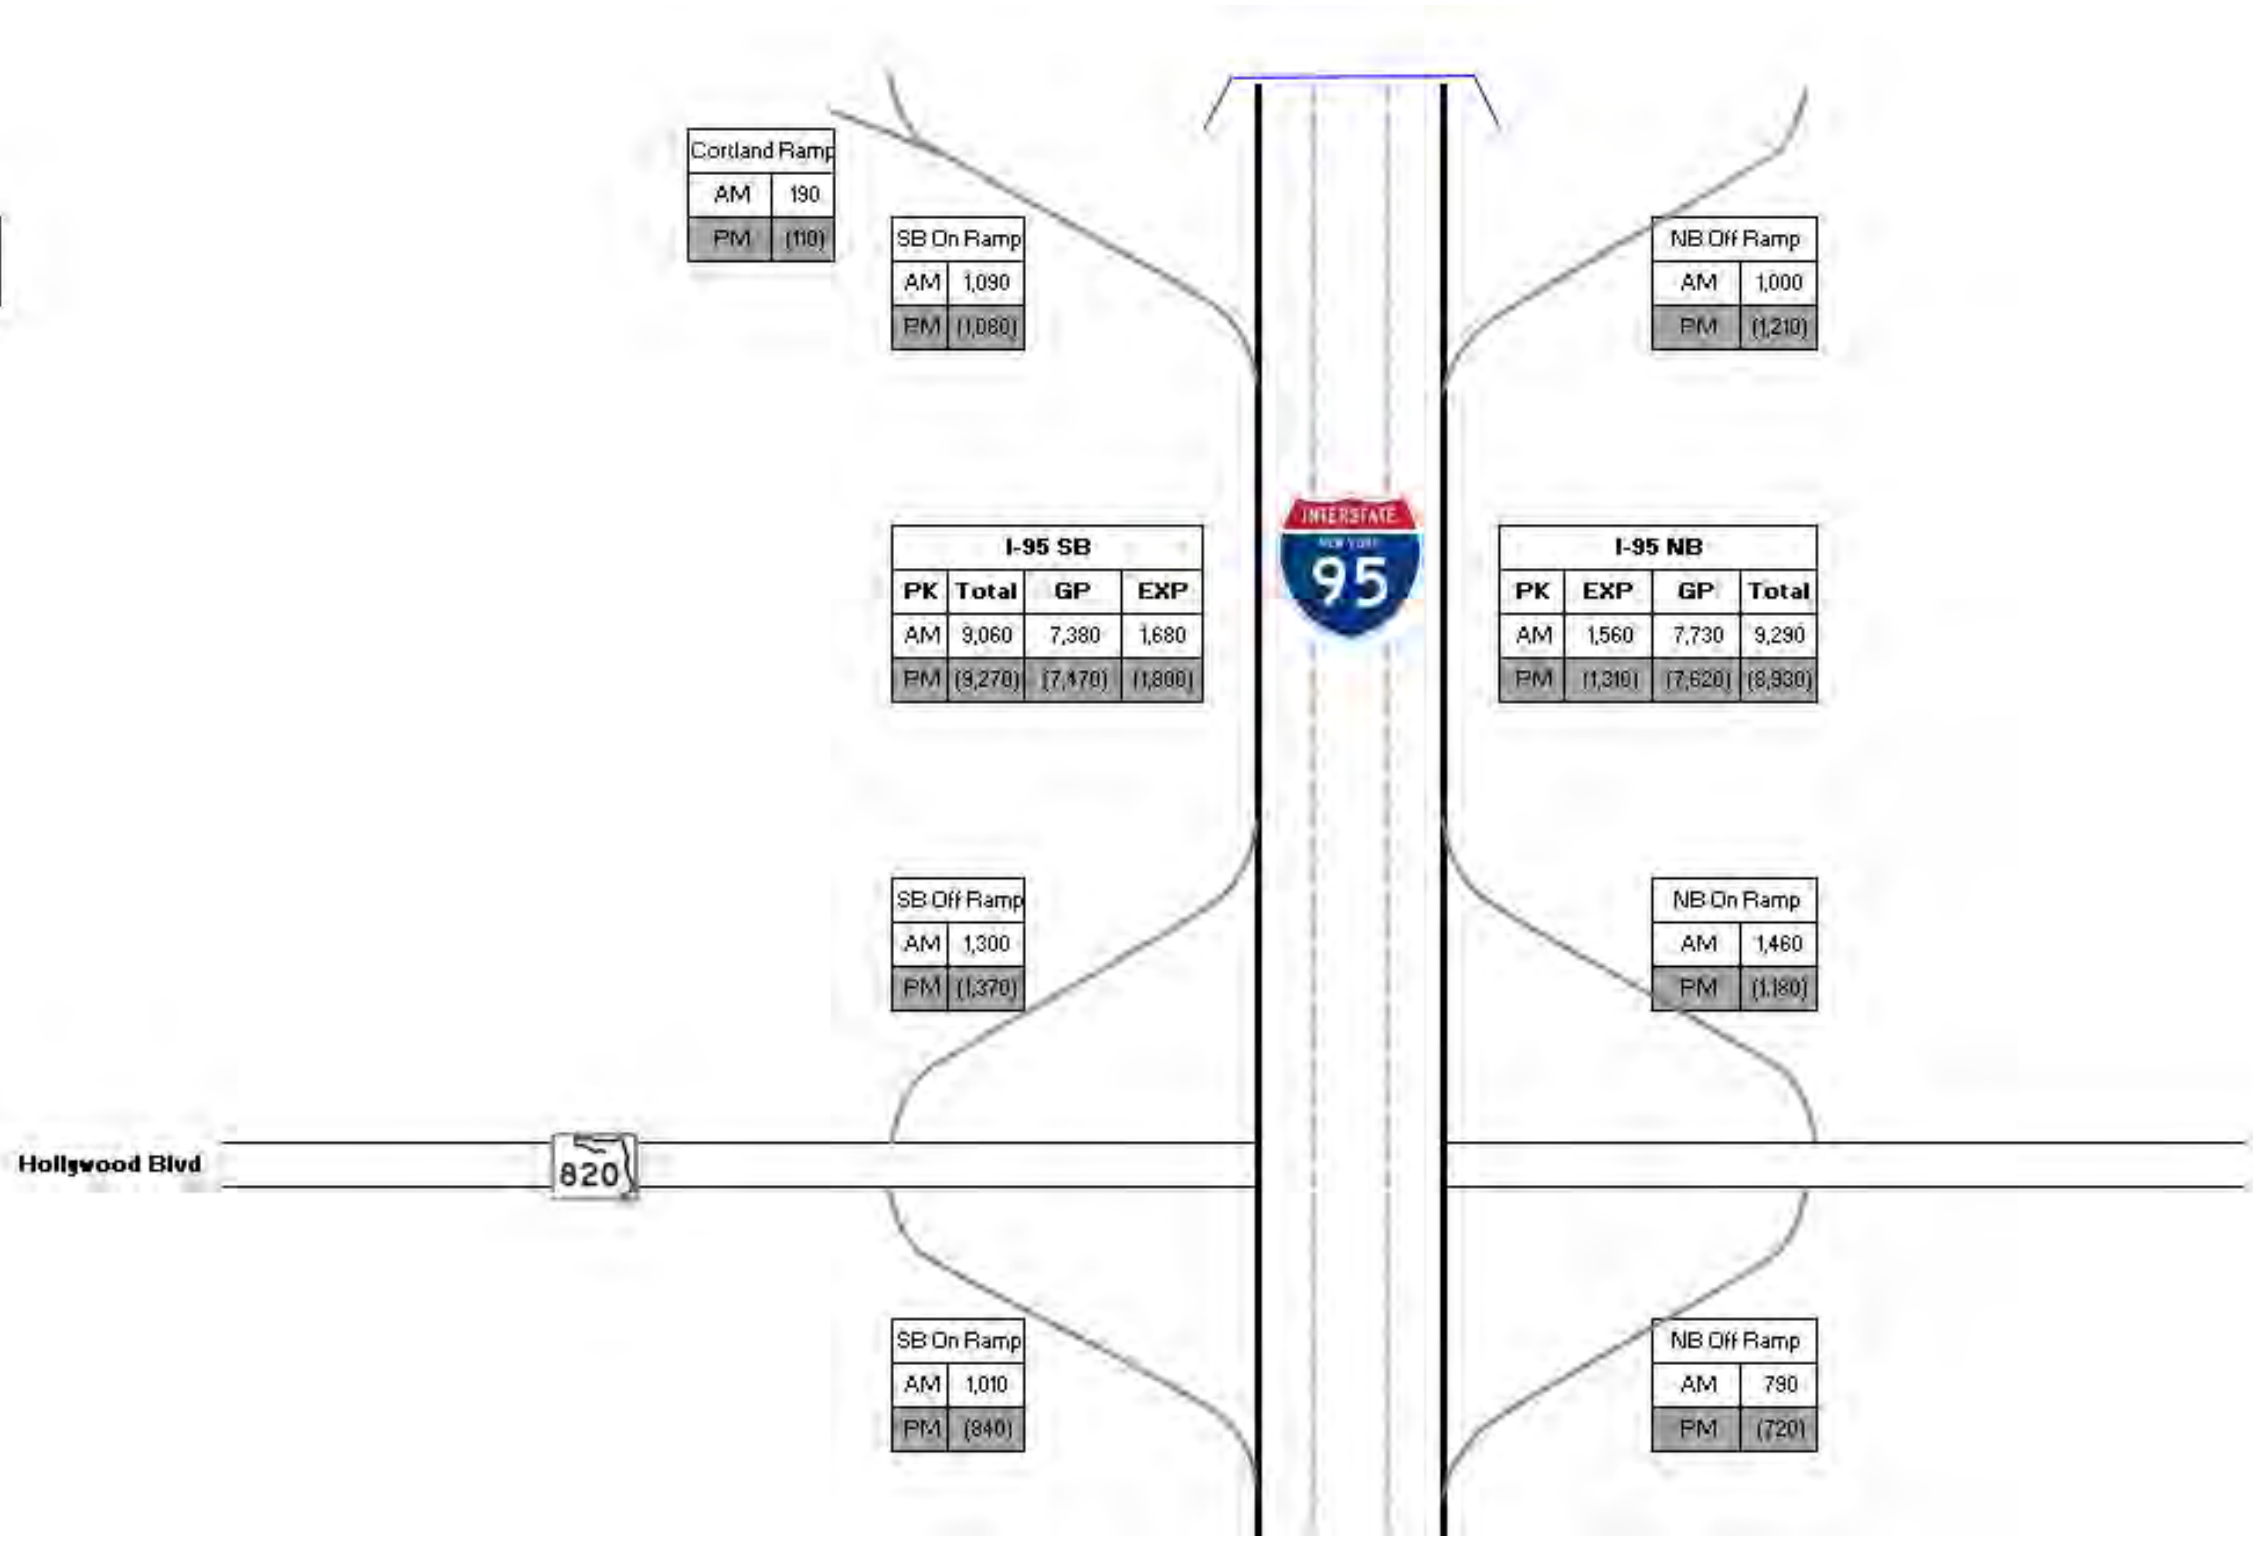 Cortland Ramp
AM 190
PM (110)
SB On Ramp
AM 1,090
PM (1,080)
NB Off Ramp
AM 1,000
PM (1,210)
I-95 SB
PK Total GP EXP
AM 9,060 7,380 1,680
PM (9,270) (7,470) (1,800)
INTERSTATE
NEW YORK
95
I-95 NB
PK EXP GP Total
AM 1,560 7,730 9,290
PM (1,310) (7,620) (8,930)
SB Off Ramp
AM 1,300
PM (1,370)
NB On Ramp
AM 1,460
PM (1,180)
Hollywood Blvd
820
SB On Ramp
AM 1,010
PM (840)
NB Off Ramp
AM 790
PM (720)